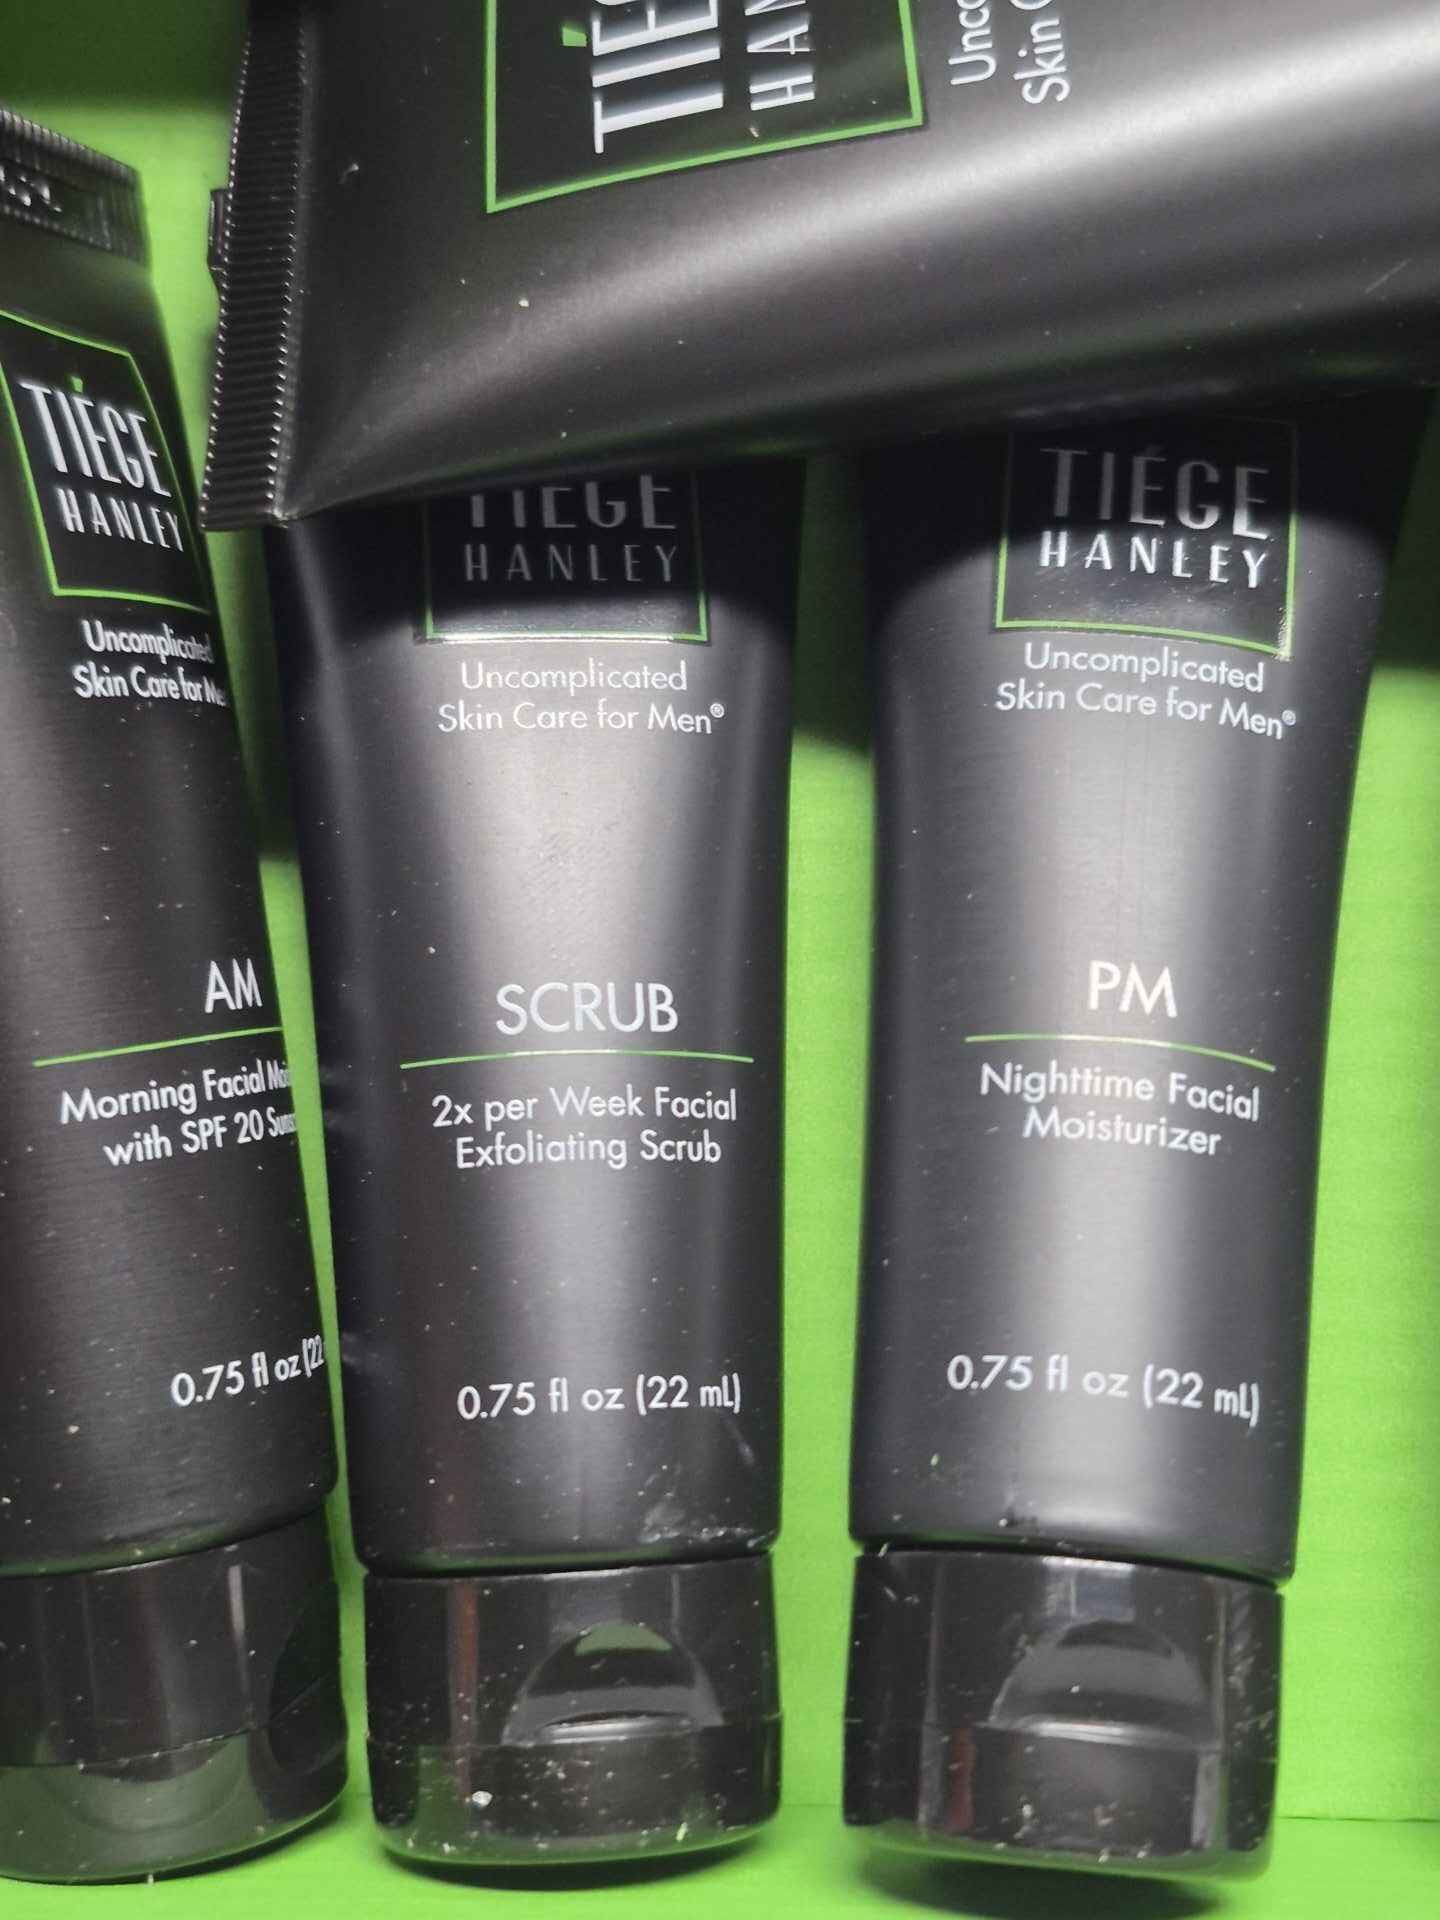 TIÉGE
HANLEY
Uncomplicated
Skin Care for
AM
Morning Facial
with SPF 20
0.75 fl oz
TIÉGE
HANLEY
Uncomplicated
Skin Care for Men®
SCRUB
2x per Week Facial
Exfoliating Scrub
0.75 fl oz (22 mL)
TIÉGE
HANLEY
Uncomplicated
Skin Care for Men®
PM
Nighttime Facial
Moisturizer
0.75 fl oz (22 mL)
Skin